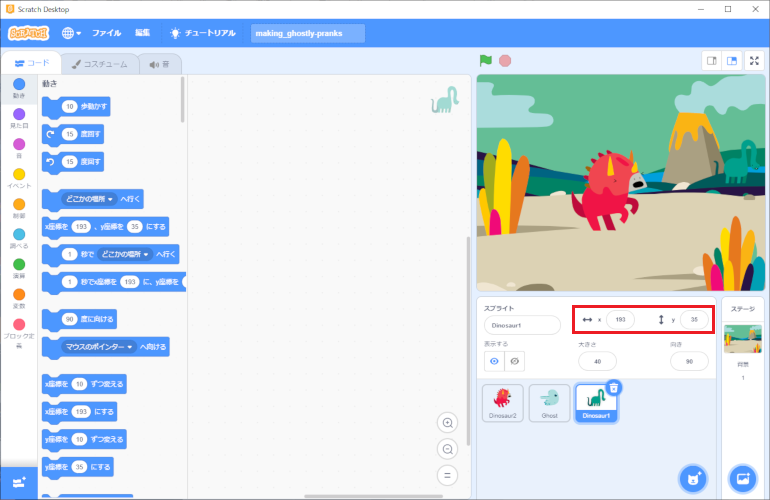 Scratch Desktop
SCRATCH
ファイル
編集
チュートリアル
making_ghostly-pranks
コード
コスチューム
音
動き
見た目
音
イベント
制御
調べる
演算
変数
ブロック定義
動き
10 歩動かす
15 度回す
15 度回す
どこかの場所 へ行く
x座標を 193 、y座標を 35 にする
1 秒で どこかの場所 へ行く
1 秒でx座標を 193 に、y座標を
90 度に向ける
マウスのポインター へ向ける
x座標を 10 ずつ変える
x座標を 193 にする
y座標を 10 ずつ変える
y座標を 35 にする
スプライト
Dinosaur1
x 193
y 35
表示する
大きさ
40
向き
90
Dinosaur2
Ghost
Dinosaur1
ステージ
背景
1